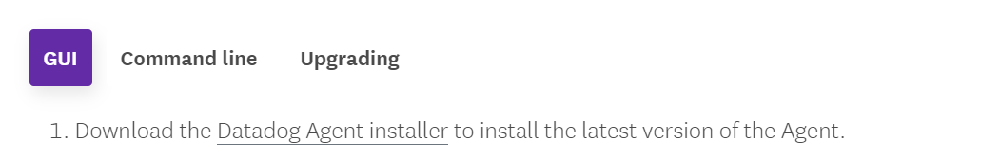 GUI Command line Upgrading
1. Download the Datadog Agent installer to install the latest version of the Agent.